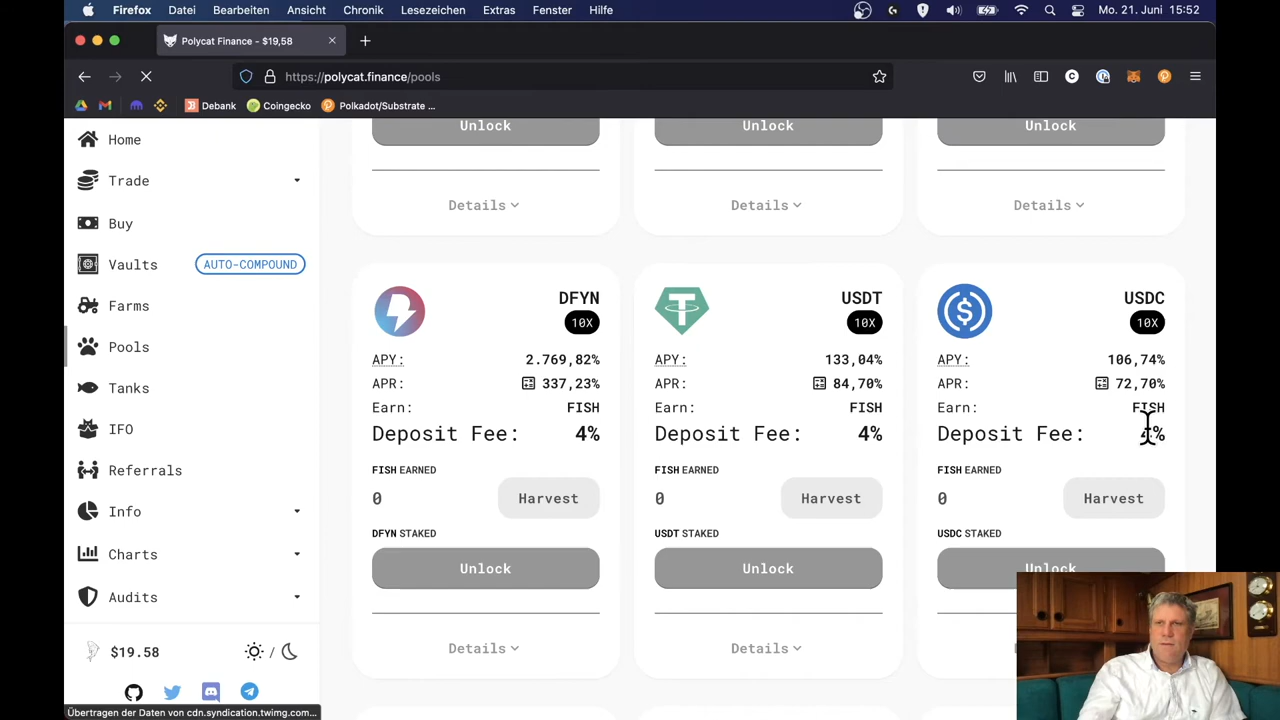 Firefox Datei Bearbeiten Ansicht Chronik Lesezeichen Extras Fenster Hilfe Mo. 21. Juni 15:52
Polycat Finance - $19,58
https://polycat.finance/pools
Debank Coingecko Polkadot/Substrate ...
Home
Trade
Buy
Vaults AUTO-COMPOUND
Farms
Pools
Tanks
IFO
Referrals
Info
Charts
Audits
$19.58 /
Übertragen der Daten von cdn.syndication.twimg.com...
Unlock Unlock Unlock
Details Details Details
DFYN
10X
APY: 2.769,82%
APR: 337,23%
Earn: FISH
Deposit Fee: 4%
FISH EARNED
0 Harvest
DFYN STAKED
Unlock
Details
USDT
10X
APY: 133,04%
APR: 84,70%
Earn: FISH
Deposit Fee: 4%
FISH EARNED
0 Harvest
USDT STAKED
Unlock
Details
USDC
10X
APY: 106,74%
APR: 72,70%
Earn: FISH
Deposit Fee: %
FISH EARNED
0 Harvest
USDC STAKED
Unlock